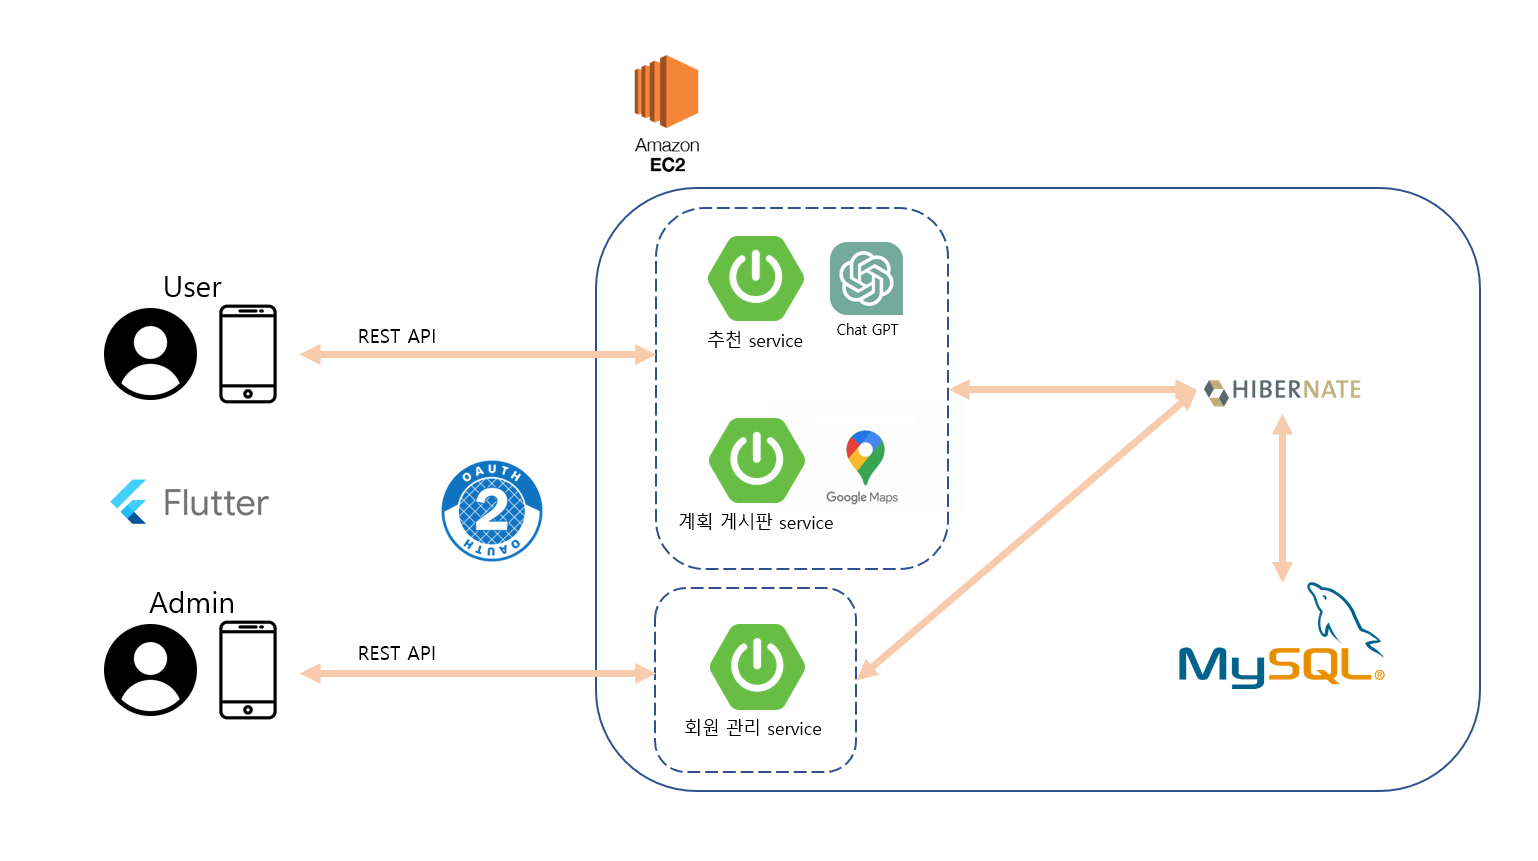 Amazon
EC2
User
REST API
추천 service
Chat GPT
HIBERNATE
Google Maps
계획 게시판 service
Flutter
OAUTH
2
OAUTH
Admin
REST API
회원 관리 service
MySQL®